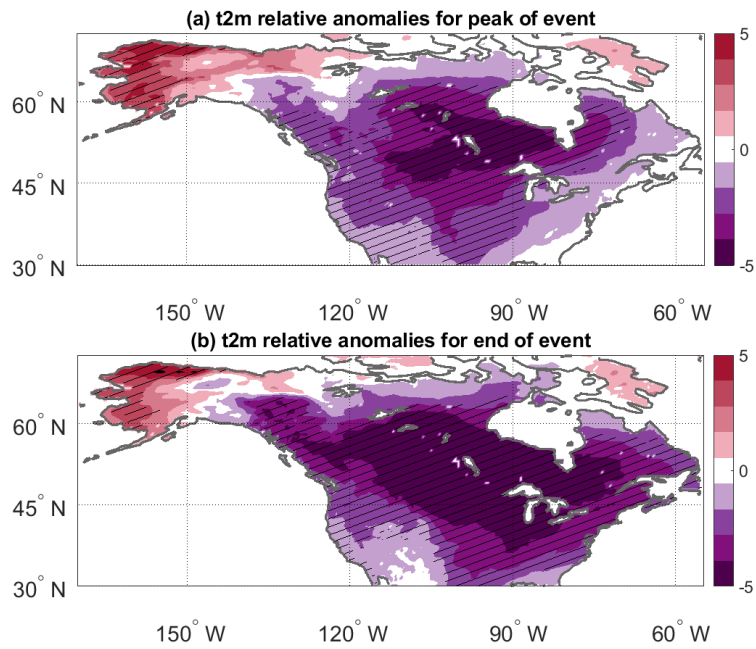 (a) t2m relative anomalies for peak of event
5
60° N
0
45° N
30° N
-5
150° W 120° W 90° W 60° W
(b) t2m relative anomalies for end of event
5
60° N
0
45° N
30° N
-5
150° W 120° W 90° W 60° W